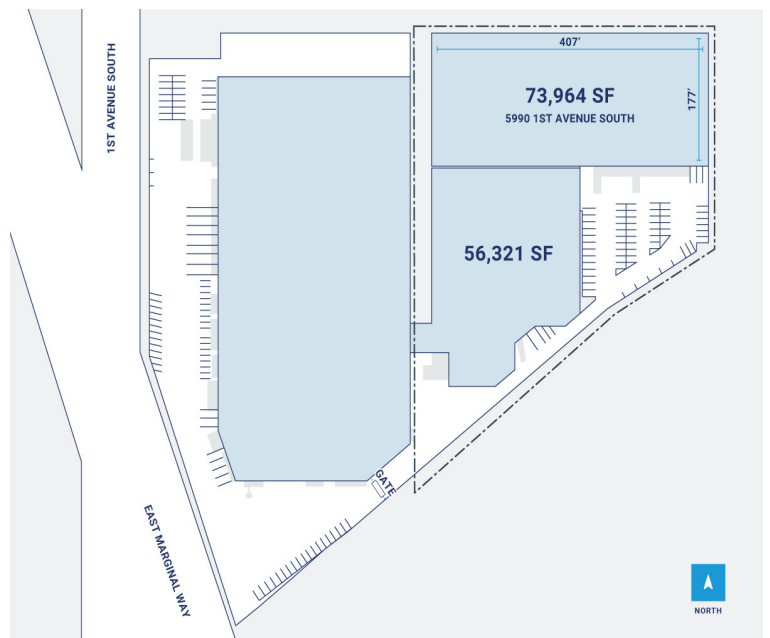 1ST AVENUE SOUTH
407'
73,964 SF
5990 1ST AVENUE SOUTH
177'
56,321 SF
GATE
EAST MARGINAL WAY
NORTH